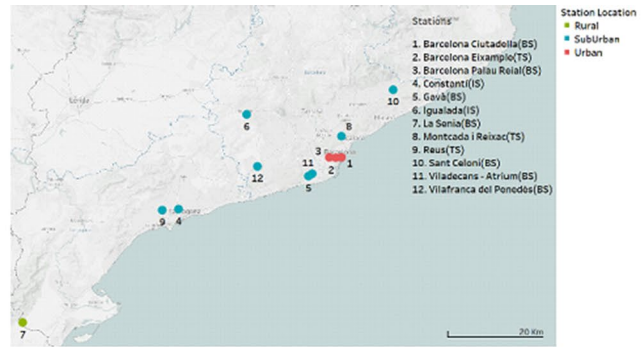 Stations
1. Barcelona Ciutadella(BS)
2. Barcelona Eixample(TS)
3. Barcelona Palau Reial(BS)
4. Constantí(IS)
5. Gavà(BS)
6. Igualada(IS)
7. La Senia(BS)
8. Montcada i Reixac(TS)
9. Reus(TS)
10. Sant Celoni(BS)
11. Viladecans - Atrium(BS)
12. Vilafranca del Penedès(BS)
Station Location
Rural
SubUrban
Urban
10
6
8
3
1
11
2
12
5
9
4
7
20 Km